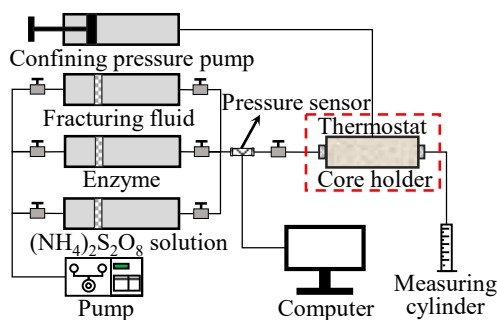 Confining pressure pump
Fracturing fluid
Pressure sensor
Thermostat
Enzyme
Core holder
(NH₄)₂S₂O₈ solution
Pump
Computer
Measuring
cylinder